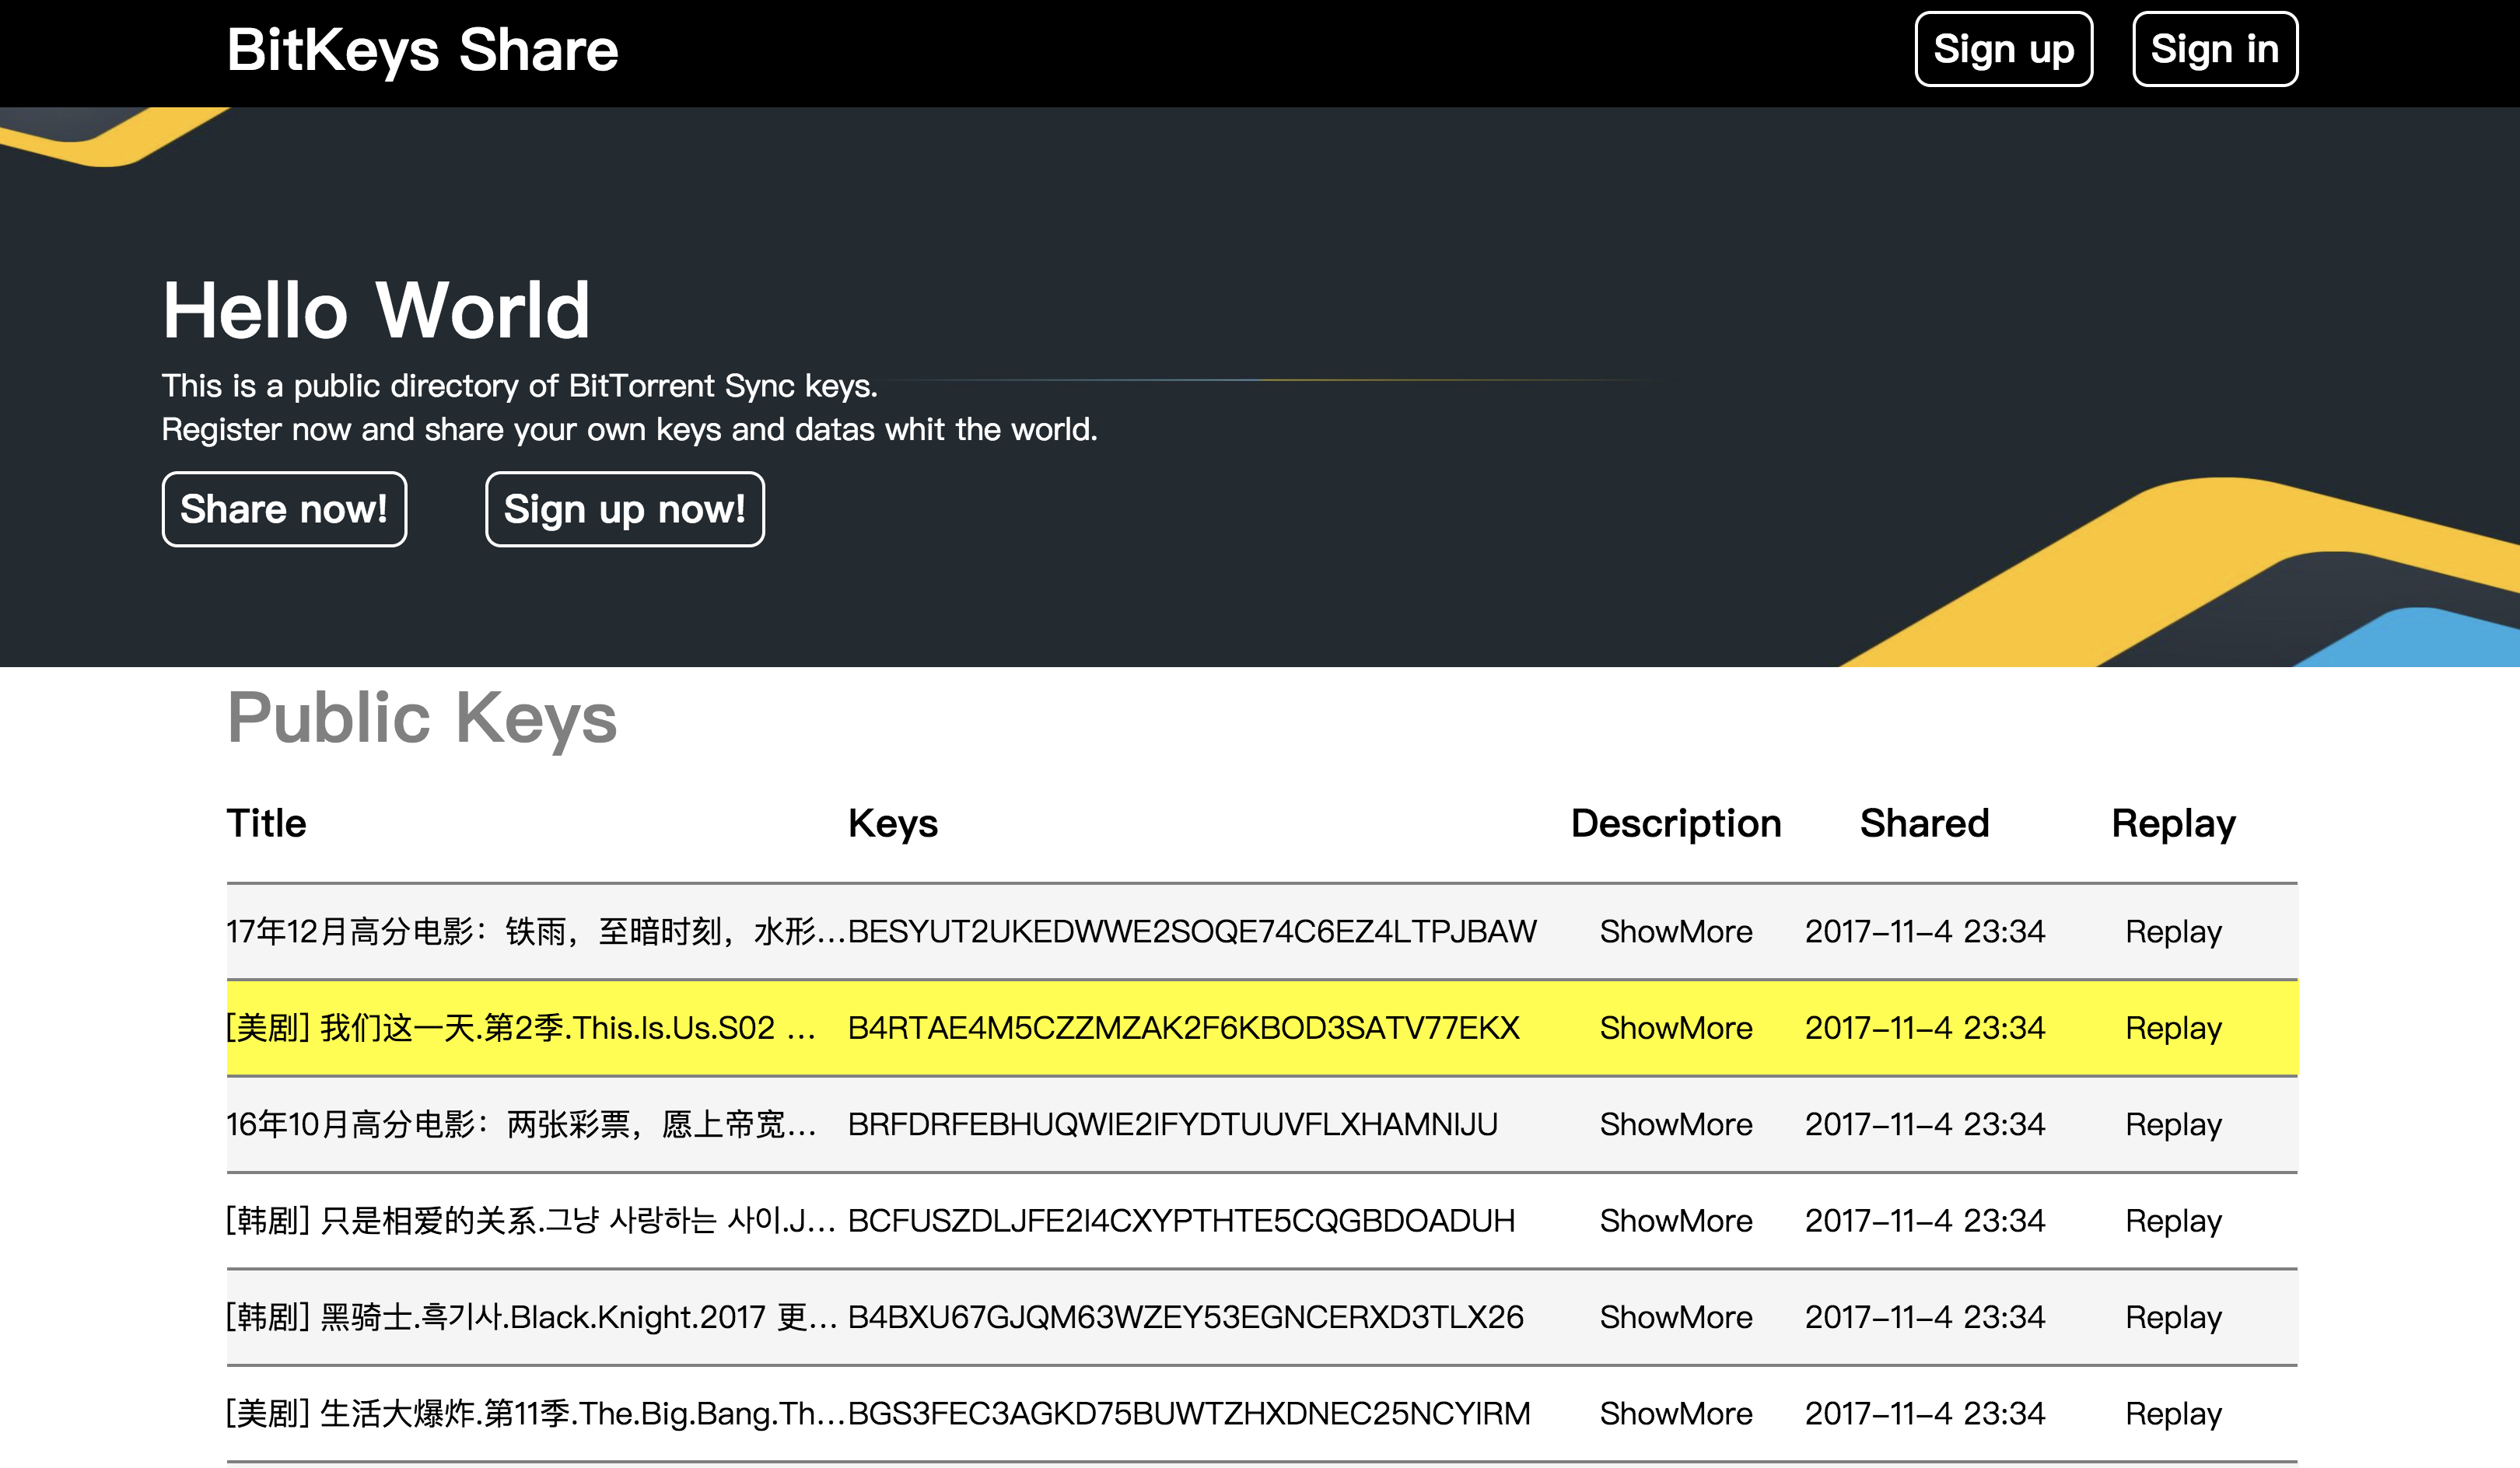 BitKeys Share
Sign up
Sign in
Hello World
This is a public directory of BitTorrent Sync keys.
Register now and share your own keys and datas whit the world.
Share now!
Sign up now!
Public Keys
Title Keys Description Shared Replay
17年12月高分电影：铁雨，至暗时刻，水形... BESYUT2UKEDWWE2SOQE74C6EZ4LTPJBAW ShowMore 2017-11-4 23:34 Replay
[美剧] 我们这一天.第2季.This.Is.Us.S02 ... B4RTAE4M5CZZMZAK2F6KBOD3SATV77EKX ShowMore 2017-11-4 23:34 Replay
16年10月高分电影：两张彩票，愿上帝宽... BRFDRFEBHUQWIE2IFYDTUUVFLXHAMNIJU ShowMore 2017-11-4 23:34 Replay
[韩剧] 只是相爱的关系.그냥 사랑하는 사이.J... BCFUSZDLJFE2I4CXYPTHTE5CQGBDOADUH ShowMore 2017-11-4 23:34 Replay
[韩剧] 黑骑士.흑기사.Black.Knight.2017 更... B4BXU67GJQM63WZEY53EGNCERXD3TLX26 ShowMore 2017-11-4 23:34 Replay
[美剧] 生活大爆炸.第11季.The.Big.Bang.Th... BGS3FEC3AGKD75BUWTZHXDNEC25NCYIRM ShowMore 2017-11-4 23:34 Replay